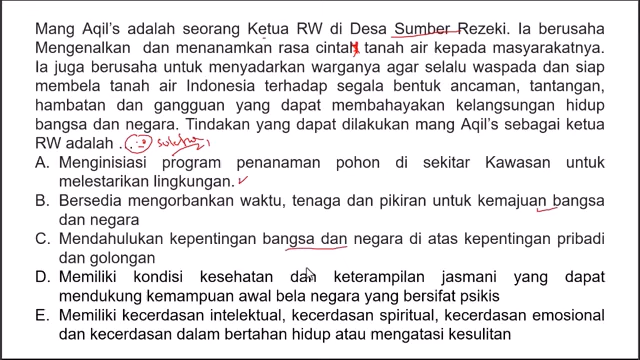 Mang Aqil's adalah seorang Ketua RW di Desa Sumber Rezeki. Ia berusaha
Mengenalkan dan menanamkan rasa cintah tanah air kepada masyarakatnya.
Ia juga berusaha untuk menyadarkan warganya agar selalu waspada dan siap
membela tanah air Indonesia terhadap segala bentuk ancaman, tantangan,
hambatan dan gangguan yang dapat membahayakan kelangsungan hidup
bangsa dan negara. Tindakan yang dapat dilakukan mang Aqil's sebagai ketua
RW adalah . . .
A. Menginisiasi program penanaman pohon di sekitar Kawasan untuk
melestarikan lingkungan.
B. Bersedia mengorbankan waktu, tenaga dan pikiran untuk kemajuan bangsa
dan negara
C. Mendahulukan kepentingan bangsa dan negara di atas kepentingan pribadi
dan golongan
D. Memiliki kondisi kesehatan dan keterampilan jasmani yang dapat
mendukung kemampuan awal bela negara yang bersifat psikis
E. Memiliki kecerdasan intelektual, kecerdasan spiritual, kecerdasan emosional
dan kecerdasan dalam bertahan hidup atau mengatasi kesulitan